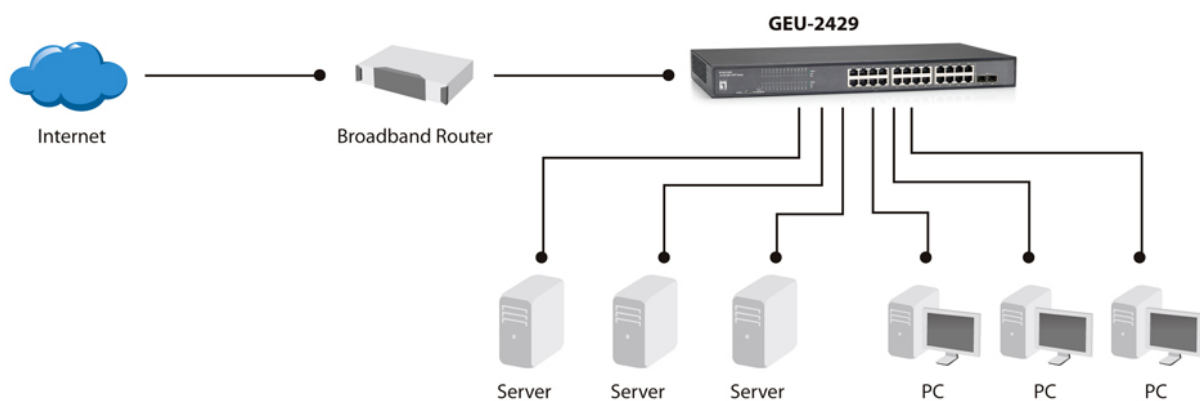 GEU-2429
Internet
Broadband Router
Server
Server
Server
PC
PC
PC